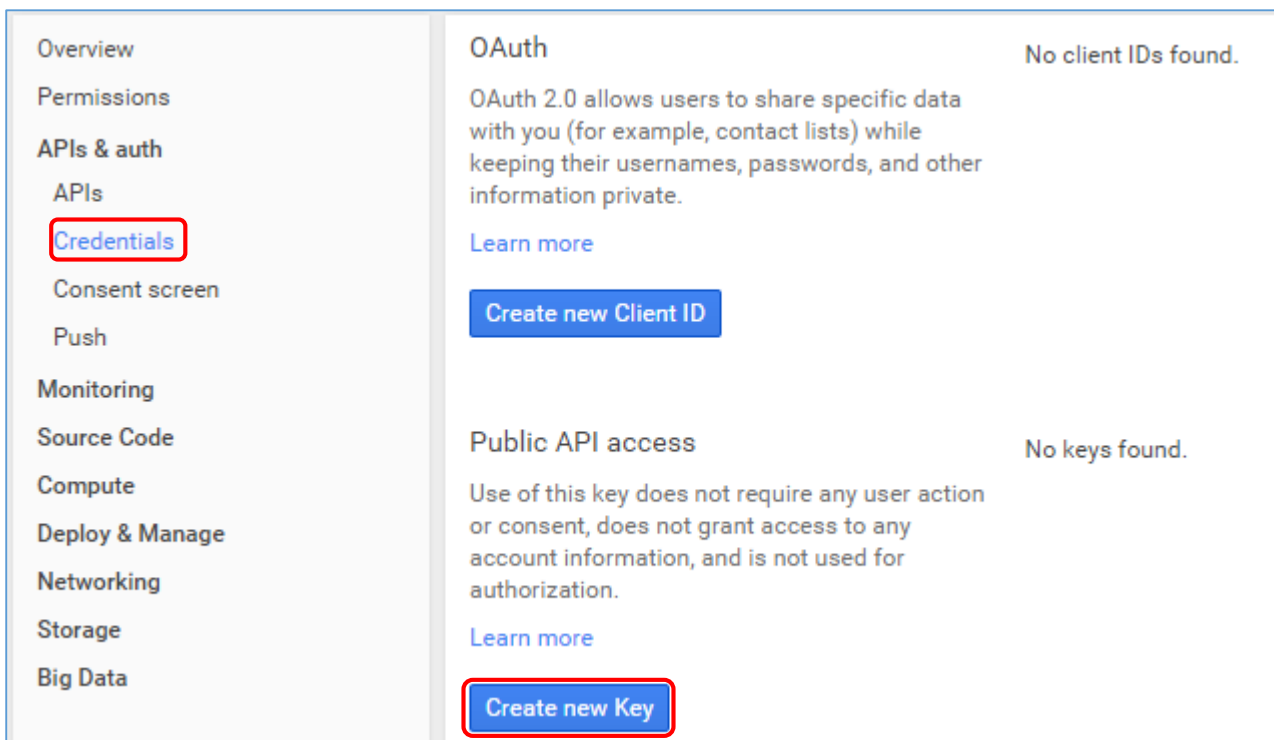 Overview
Permissions
APIs & auth
APIs
Credentials
Consent screen
Push
Monitoring
Source Code
Compute
Deploy & Manage
Networking
Storage
Big Data
OAuth
OAuth 2.0 allows users to share specific data
with you (for example, contact lists) while
keeping their usernames, passwords, and other
information private.
Learn more
Create new Client ID
No client IDs found.
Public API access
Use of this key does not require any user action
or consent, does not grant access to any
account information, and is not used for
authorization.
Learn more
Create new Key
No keys found.